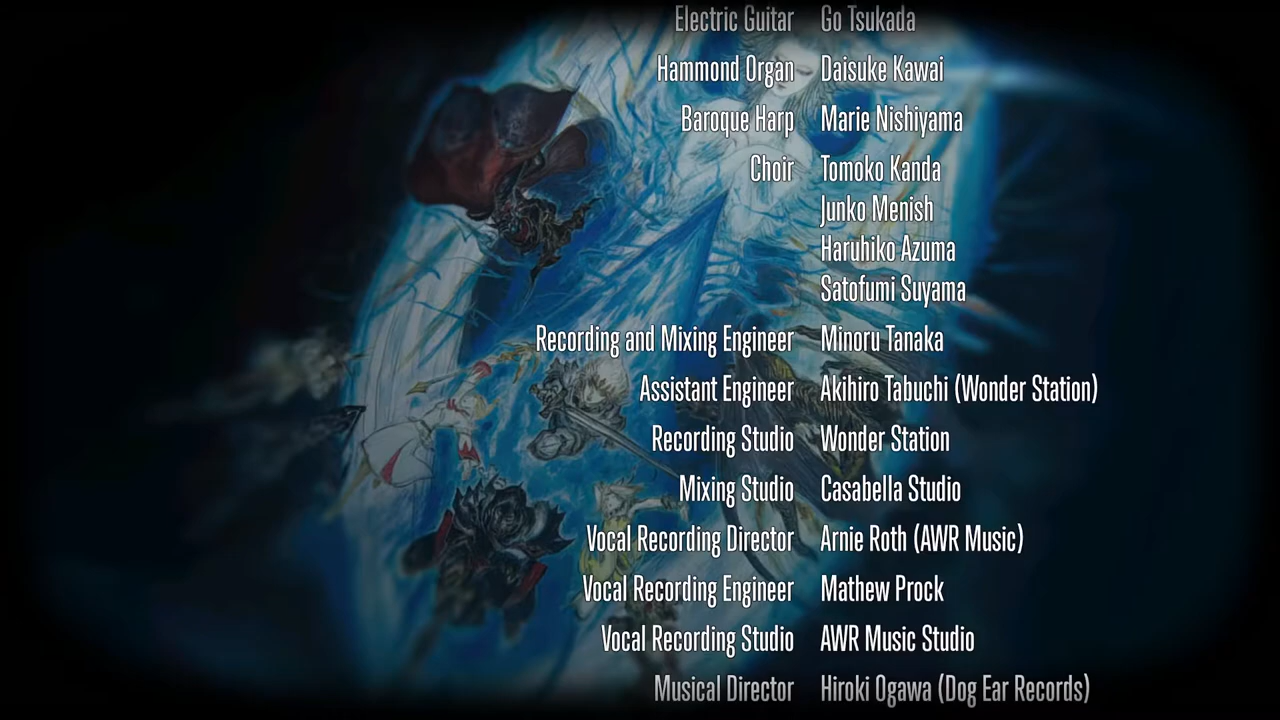 Electric Guitar Go Tsukada
Hammond Organ Daisuke Kawai
Baroque Harp Marie Nishiyama
Choir Tomoko Kanda
Junko Menish
Haruhiko Azuma
Satofumi Suyama
Recording and Mixing Engineer Minoru Tanaka
Assistant Engineer Akihiro Tabuchi (Wonder Station)
Recording Studio Wonder Station
Mixing Studio Casabella Studio
Vocal Recording Director Arnie Roth (AWR Music)
Vocal Recording Engineer Mathew Prock
Vocal Recording Studio AWR Music Studio
Musical Director Hiroki Ogawa (Dog Ear Records)